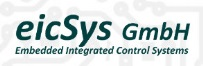 eicSys GmbH
Embedded Integrated Control Systems